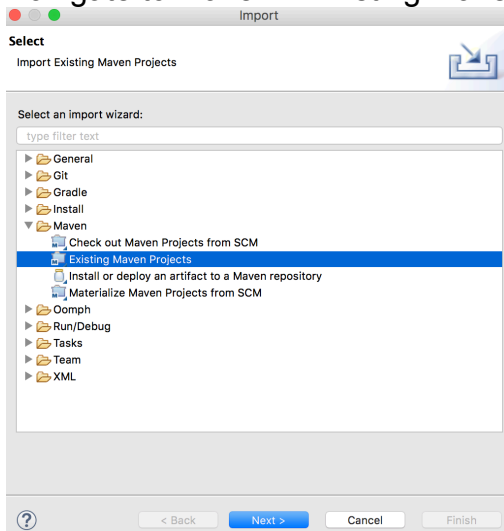 Import
Select
Import Existing Maven Projects
Select an import wizard:
type filter text
General
Git
Gradle
Install
Maven
Check out Maven Projects from SCM
Existing Maven Projects
Install or deploy an artifact to a Maven repository
Materialize Maven Projects from SCM
Oomph
Run/Debug
Tasks
Team
XML
? < Back Next > Cancel Finish